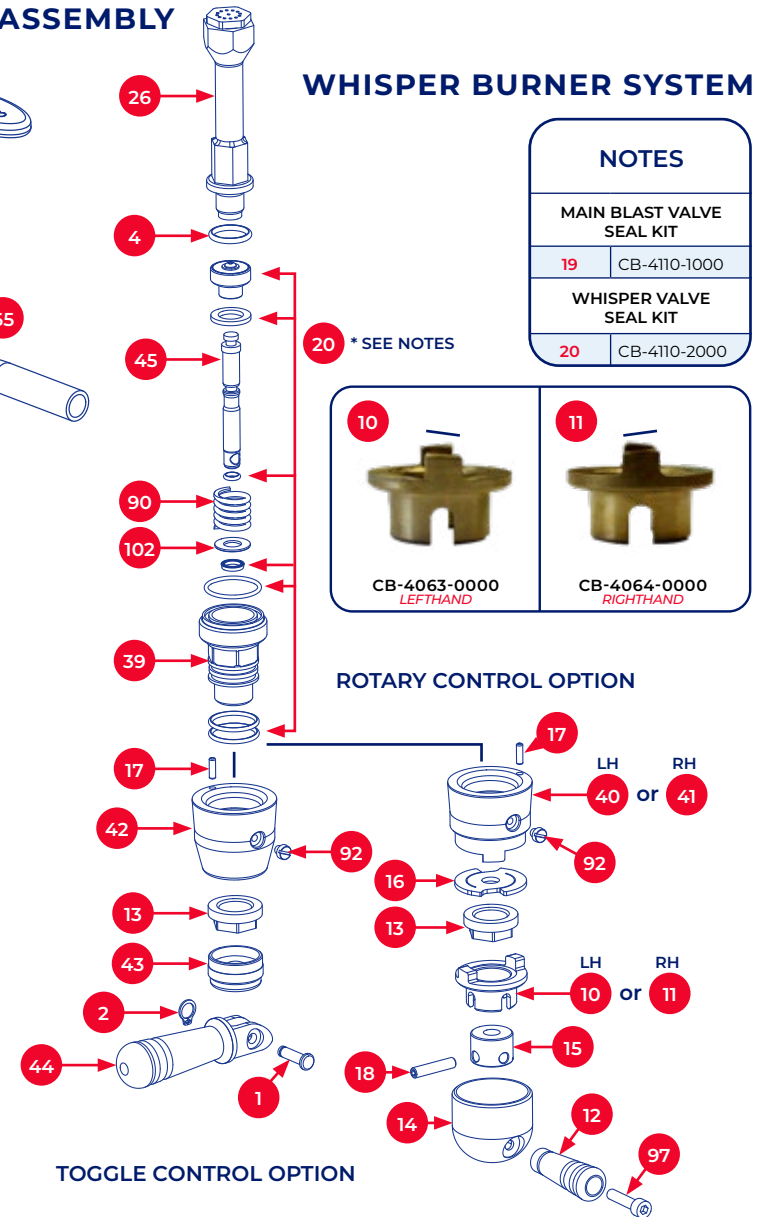 ASSEMBLY
26
WHISPER BURNER SYSTEM
NOTES
MAIN BLAST VALVE
SEAL KIT
19 CB-4110-1000
WHISPER VALVE
SEAL KIT
20 CB-4110-2000
4
20 * SEE NOTES
45
10
11
CB-4063-0000
LEFTHAND
CB-4064-0000
RIGHTHAND
90
102
39
ROTARY CONTROL OPTION
17
17
LH RH
40 or 41
42
92
92
16
13
13
43
LH RH
10 or 11
2
15
44
1
18
14
12
97
TOGGLE CONTROL OPTION